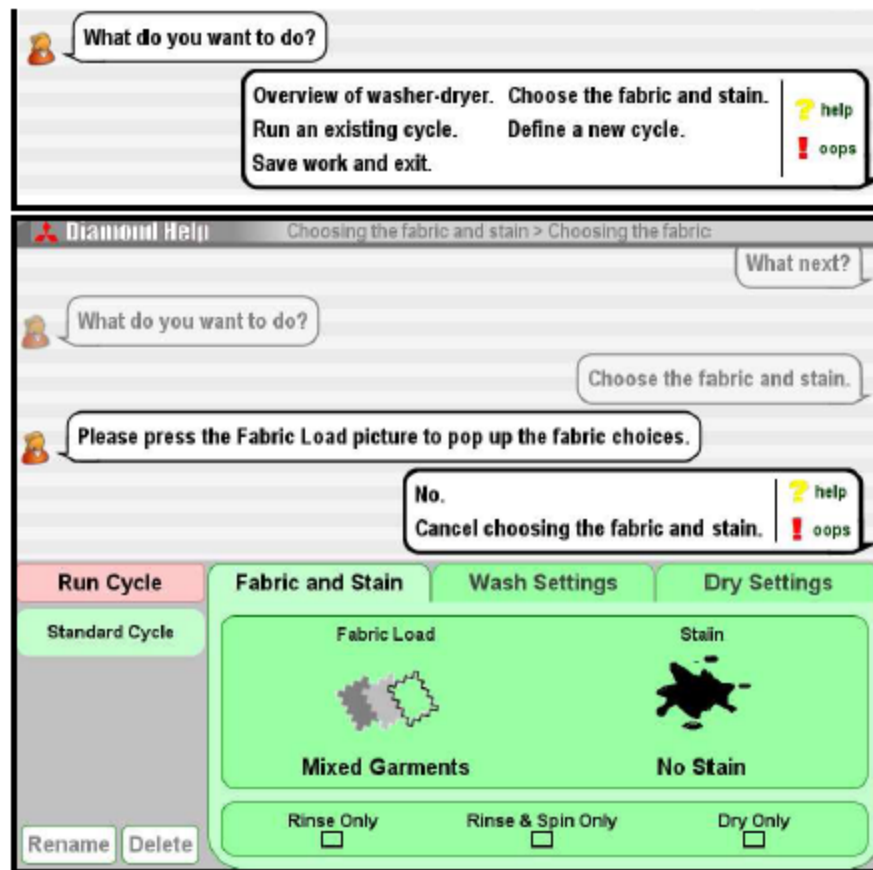 What do you want to do?
Overview of washer-dryer. Choose the fabric and stain.
Run an existing cycle. Define a new cycle.
Save work and exit.
? help
! oops
Diamond Help
Choosing the fabric and stain > Choosing the fabric
What next?
What do you want to do?
Choose the fabric and stain.
Please press the Fabric Load picture to pop up the fabric choices.
No.
Cancel choosing the fabric and stain.
? help
! oops
Run Cycle
Fabric and Stain
Wash Settings
Dry Settings
Standard Cycle
Fabric Load
Stain
Mixed Garments
No Stain
Rinse Only
Rinse & Spin Only
Dry Only
Rename
Delete